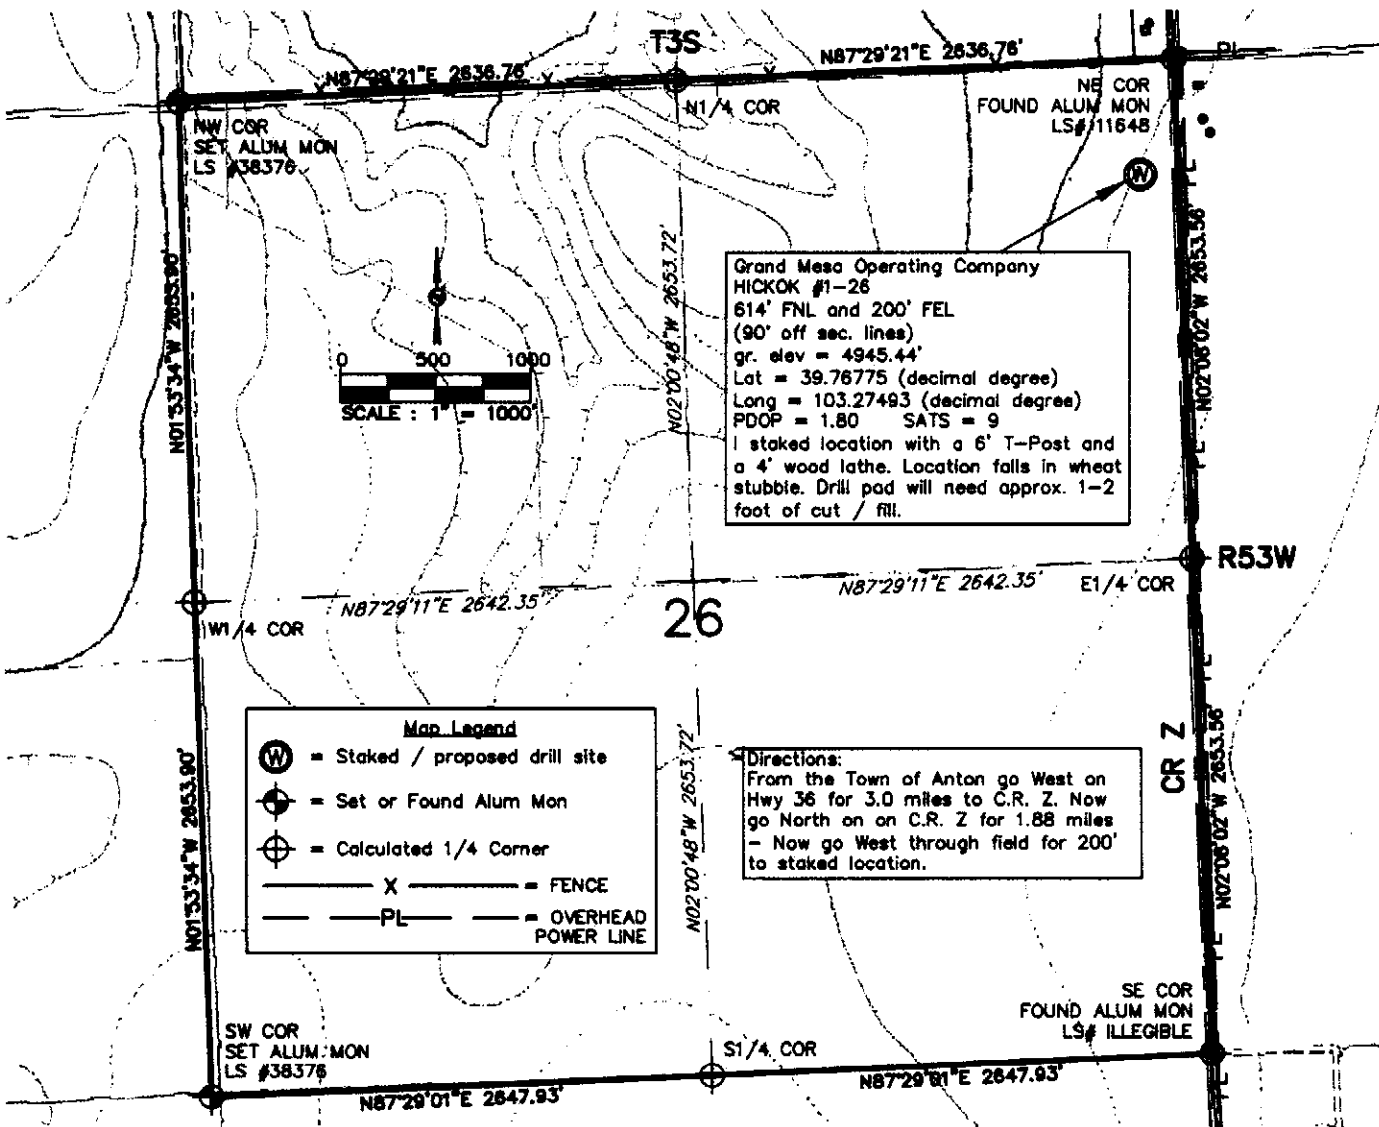 T3S
N87°29'21"E 2636.76'
N87°29'21"E 2636.76'
PL
NW COR
SET ALUM MON
LS #38376
N1/4 COR
NE COR
FOUND ALUM MON
LS# 11648
W
PL
N01°53'34"W 2653.90'
N02°00'48"W 2653.72'
N02°08'02"W 2653.56'
PL
0 500 1000
SCALE : 1" = 1000'
Grand Mesa Operating Company
HICKOK #1-26
614' FNL and 200' FEL
(90° off sec. lines)
gr. elev = 4945.44'
Lat = 39.76775 (decimal degree)
Long = 103.27493 (decimal degree)
PDOP = 1.80 SATS = 9
I staked location with a 6' T-Post and
a 4' wood lathe. Location falls in wheat
stubble. Drill pad will need approx. 1-2
foot of cut / fill.
R53W
N87°29'11"E 2642.35'
N87°29'11"E 2642.35'
E1/4 COR
W1/4 COR
26
PL
CR Z
Map Legend
W = Staked / proposed drill site
= Set or Found Alum Mon
= Calculated 1/4 Corner
X = FENCE
PL = OVERHEAD
POWER LINE
N01°53'34"W 2653.90'
N02°00'48"W 2653.72'
N02°08'02"W 2653.56'
Directions:
From the Town of Anton go West on
Hwy 36 for 3.0 miles to C.R. Z. Now
go North on on C.R. Z for 1.88 miles
- Now go West through field for 200'
to staked location.
PL
SE COR
FOUND ALUM MON
LS# ILLEGIBLE
SW COR
SET ALUM MON
LS #38376
S1/4 COR
N87°29'01"E 2647.93'
N87°29'01"E 2647.93'
PL